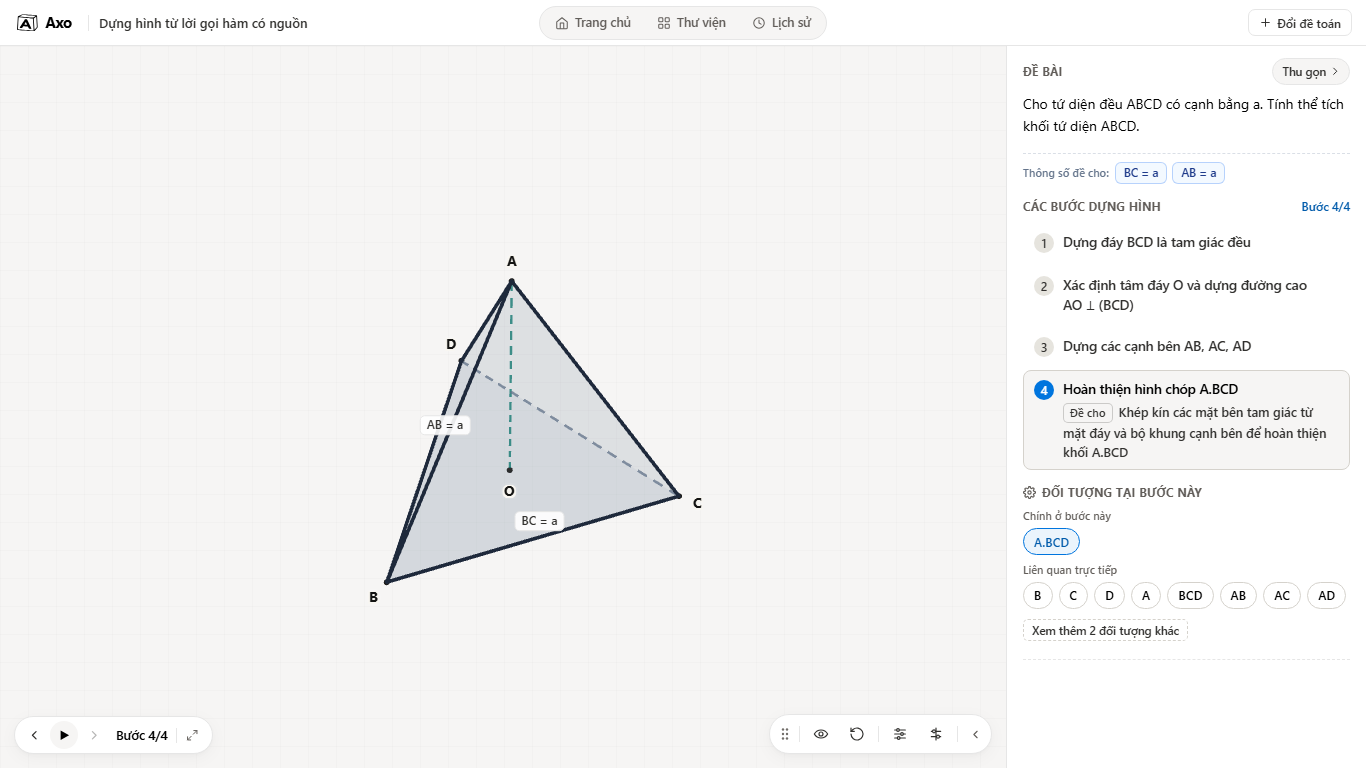 Axo
Dựng hình từ lời gọi hàm có nguồn
Trang chủ
Thư viện
Lịch sử
Đổi đề toán
A
D
AB = a
O
BC = a
C
B
Bước 4/4
ĐỀ BÀI
Thu gọn
Cho tứ diện đều ABCD có cạnh bằng a. Tính thể tích
khối tứ diện ABCD.
Thông số đề cho: BC = a AB = a
CÁC BƯỚC DỰNG HÌNH
Bước 4/4
1 Dựng đáy BCD là tam giác đều
2 Xác định tâm đáy O và dựng đường cao
AO ⊥ (BCD)
3 Dựng các cạnh bên AB, AC, AD
4 Hoàn thiện hình chóp A.BCD
Đề cho Khép kín các mặt bên tam giác từ
mặt đáy và bộ khung cạnh bên để hoàn thiện
khối A.BCD
ĐỐI TƯỢNG TẠI BƯỚC NÀY
Chính ở bước này
A.BCD
Liên quan trực tiếp
B C D A BCD AB AC AD
Xem thêm 2 đối tượng khác